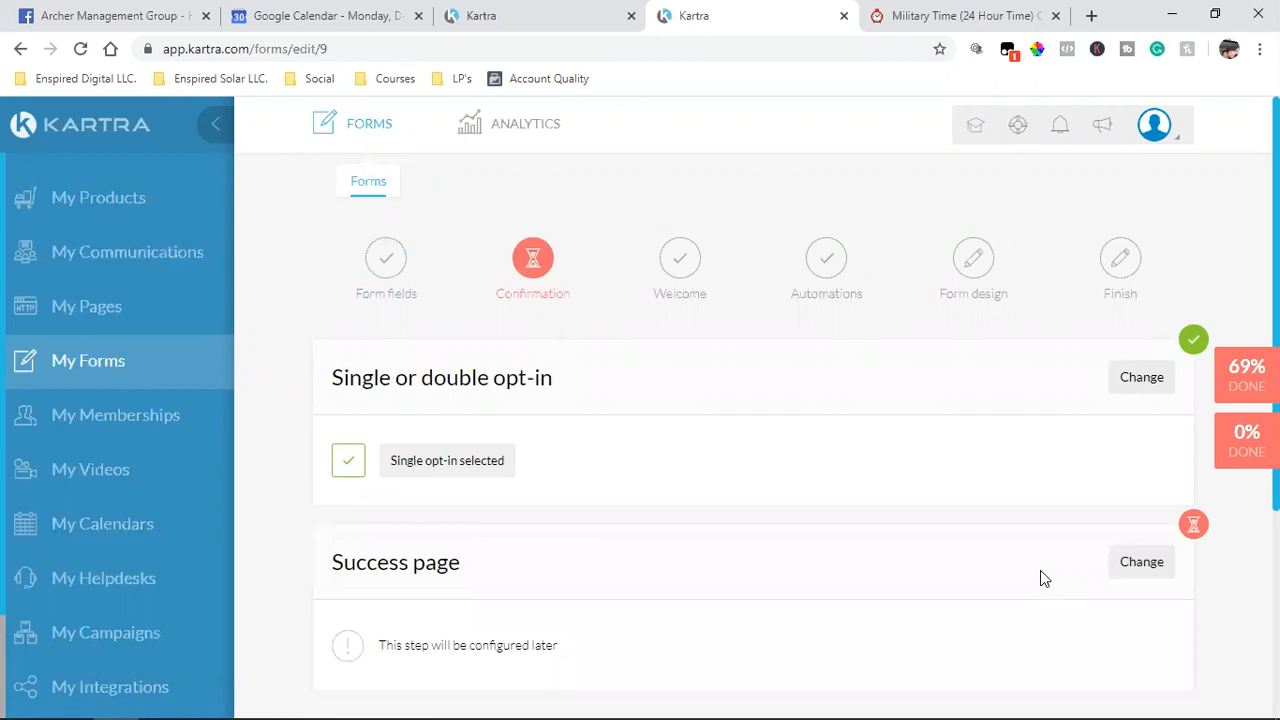 Archer Management Group - H
Google Calendar - Monday, D
Kartra
Kartra
Military Time (24 Hour Time) C
app.kartra.com/forms/edit/9
1
Enspired Digital LLC.
Enspired Solar LLC.
Social
Courses
LP's
Account Quality
KARTRA
FORMS
ANALYTICS
My Products
My Communications
My Pages
My Forms
My Memberships
My Videos
My Calendars
My Helpdesks
My Campaigns
My Integrations
Forms
Form fields
Confirmation
Welcome
Automations
Form design
Finish
Single or double opt-in
Change
69%
DONE
0%
DONE
Single opt-in selected
Success page
Change
This step will be configured later